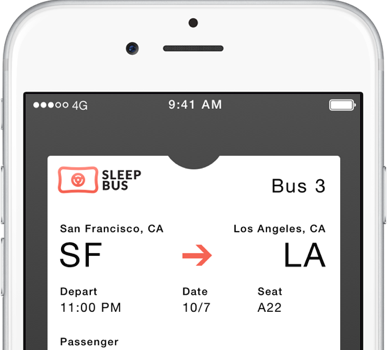 4G 9:41 AM
SLEEP
BUS
Bus 3
San Francisco, CA Los Angeles, CA
SF LA
Depart Date Seat
11:00 PM 10/7 A22
Passenger